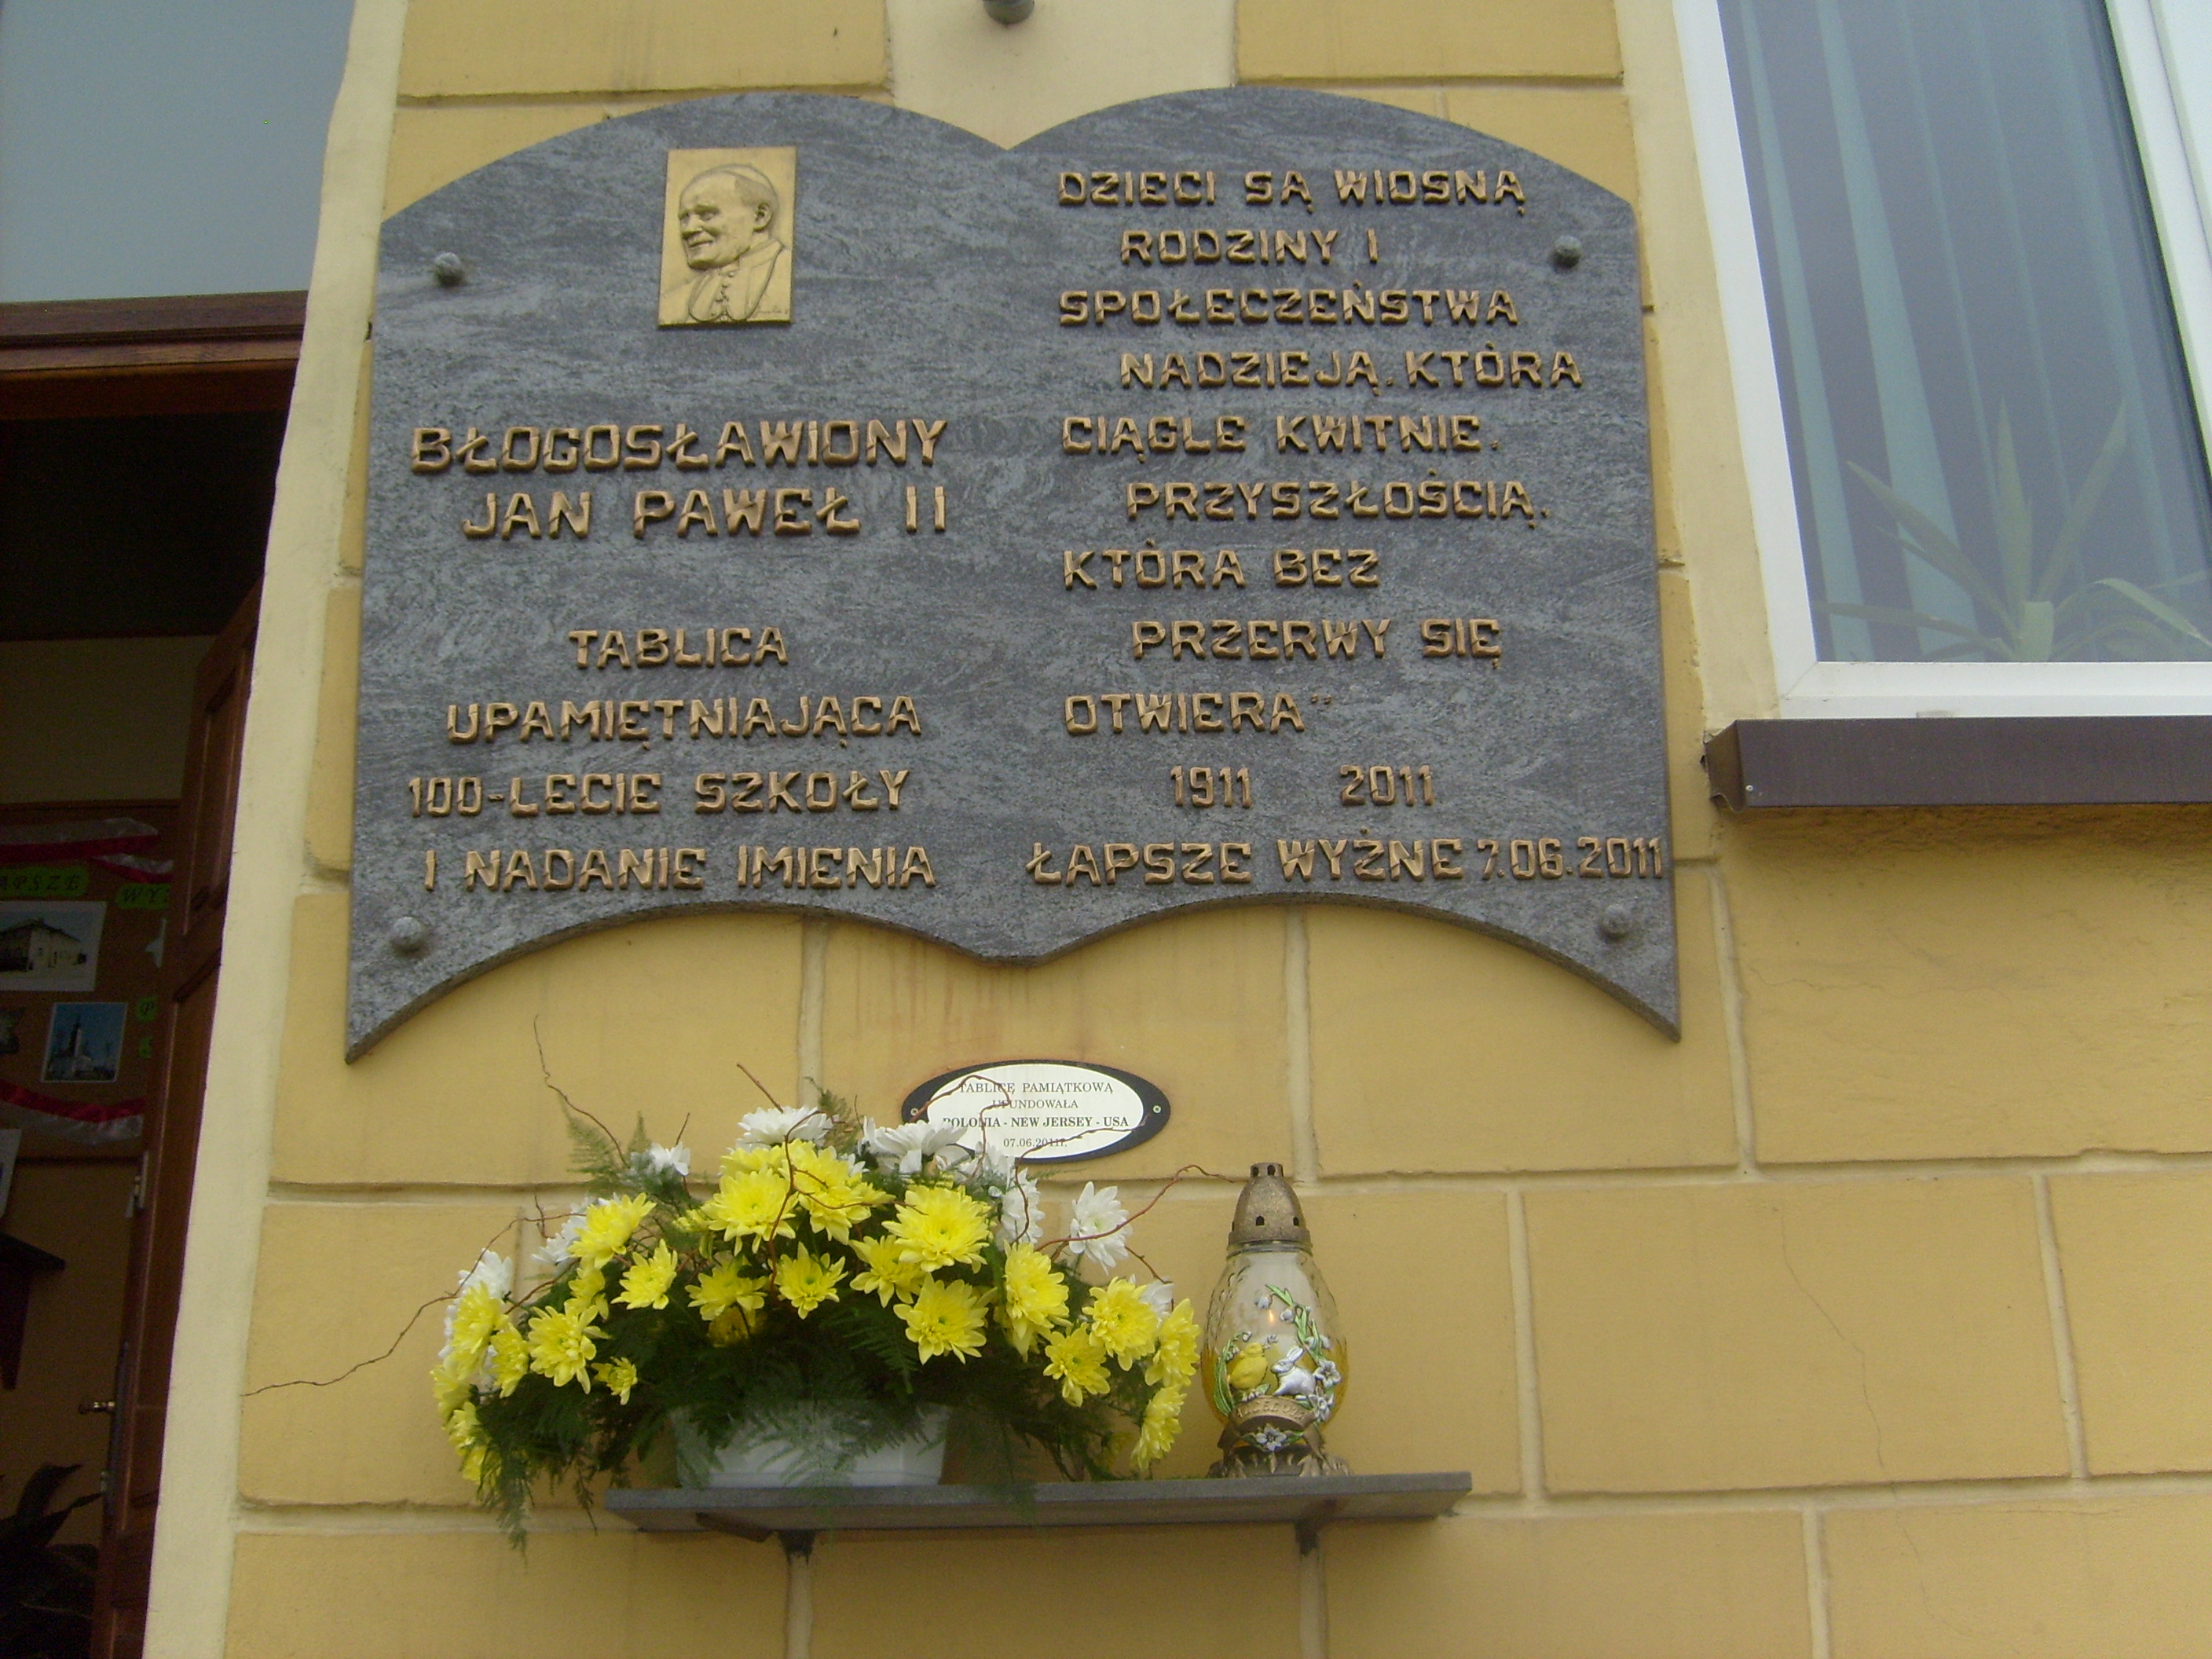 BŁOGOSŁAWIONY
JAN PAWEŁ II
TABLICA
UPAMIĘTNIAJĄCA
100-LECIE SZKOŁY
I NADANIE IMIENIA
DZIECI SĄ WIOSNĄ
RODZINY I
SPOŁECZEŃSTWA
NADZIEJĄ, KTÓRA
CIĄGLE KWITNIE,
PRZYSZŁOŚCIĄ,
KTÓRA BEZ
PRZERWY SIĘ
OTWIERA"
1911 2011
ŁAPSZE WYŻNE 7.06.2011
TABLICĘ PAMIĄTKOWĄ
UFUNDOWAŁA
POLONIA - NEW JERSEY - USA
07.06.2011r.